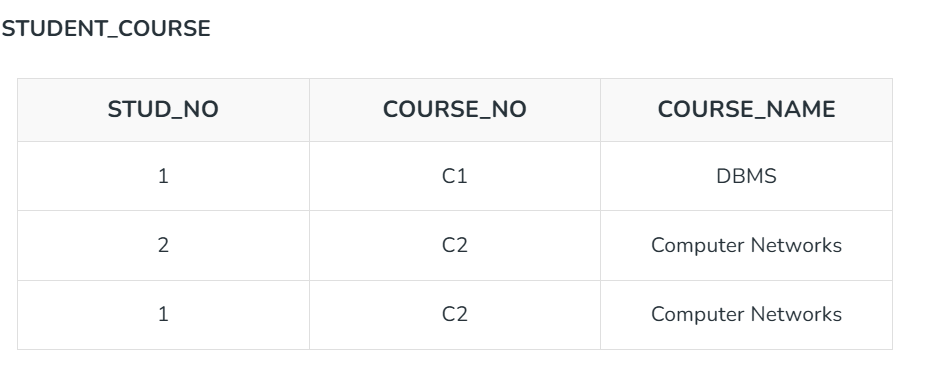 STUDENT_COURSE
STUD_NO COURSE_NO COURSE_NAME
1 C1 DBMS
2 C2 Computer Networks
1 C2 Computer Networks